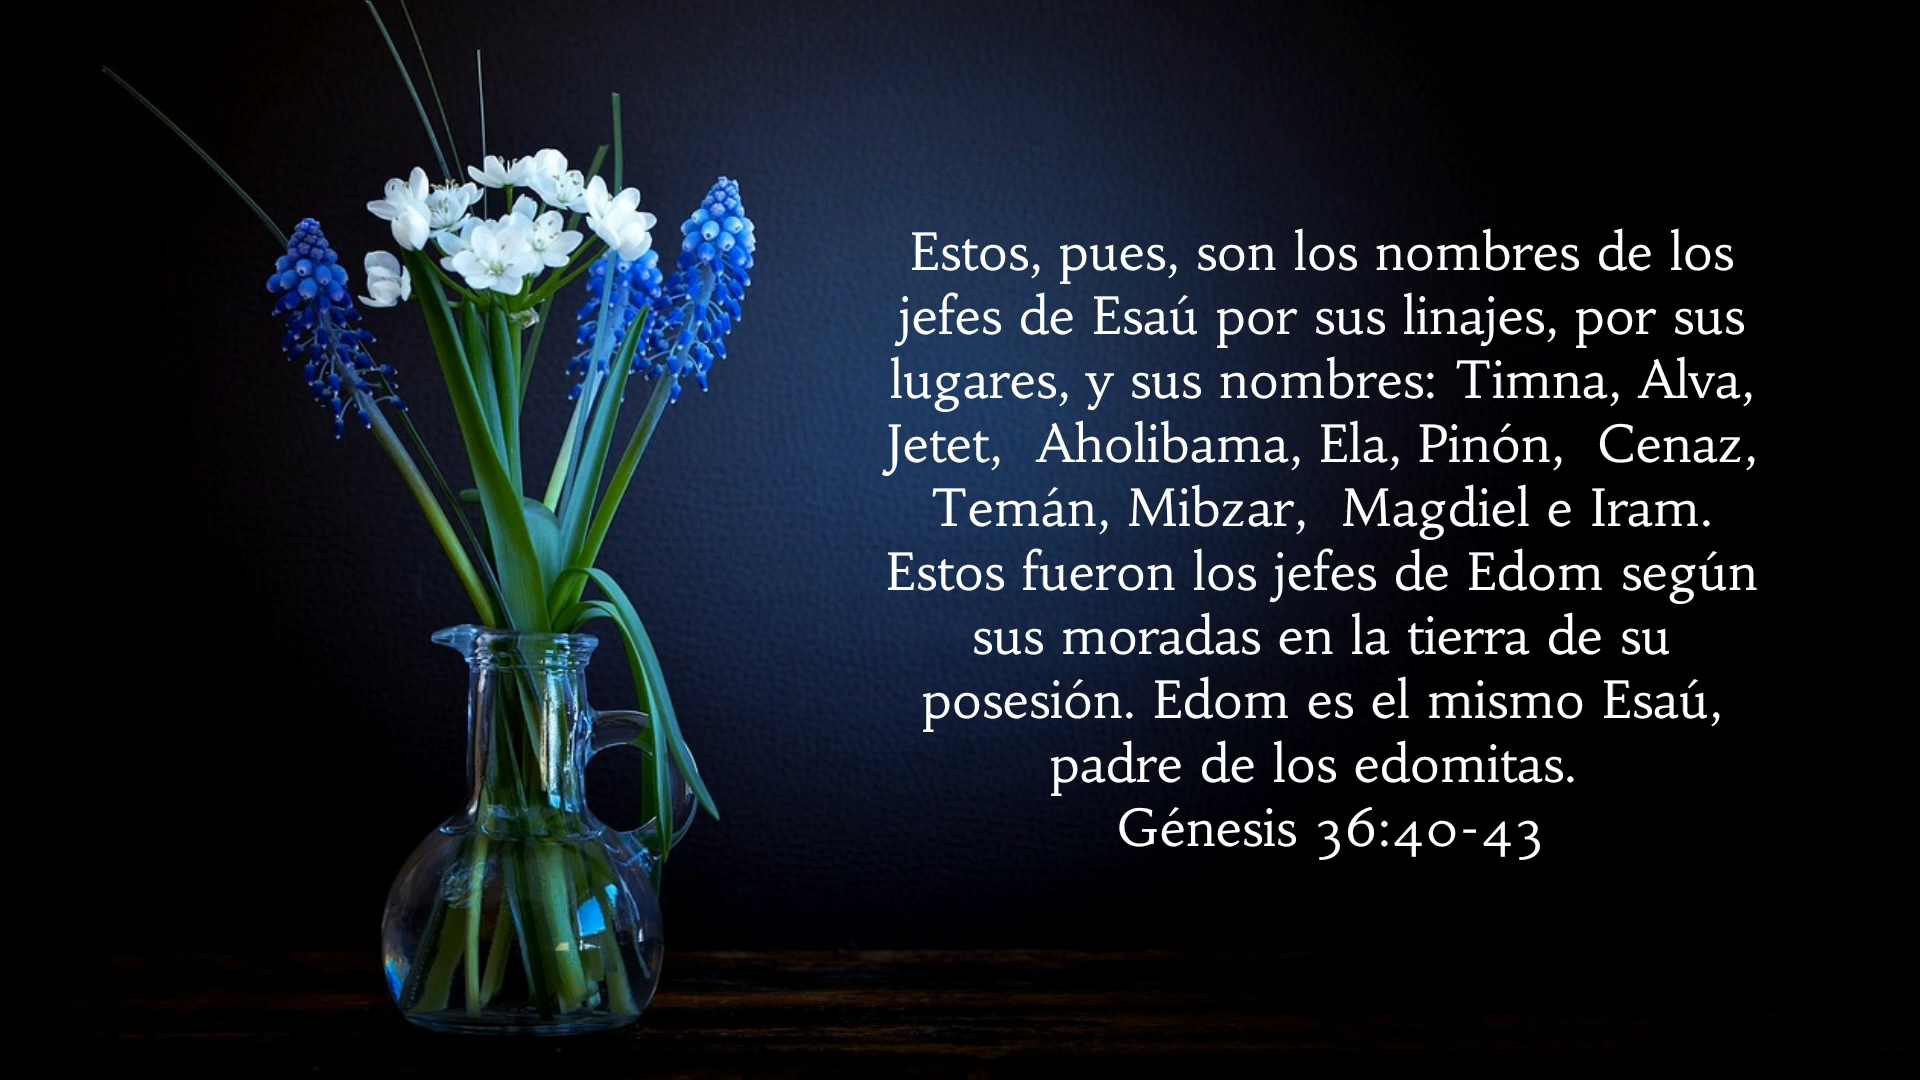 Estos, pues, son los nombres de los
jefes de Esaú por sus linajes, por sus
lugares, y sus nombres: Timna, Alva,
Jetet,  Aholibama, Ela, Pinón,  Cenaz,
Temán, Mibzar,  Magdiel e Iram.
Estos fueron los jefes de Edom según
sus moradas en la tierra de su
posesión. Edom es el mismo Esaú,
padre de los edomitas.
Génesis 36:40-43